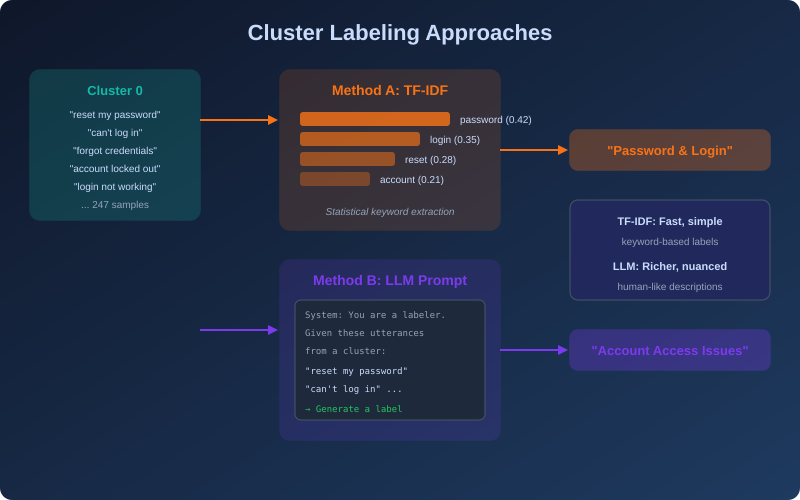 Cluster Labeling Approaches
Cluster 0
"reset my password"
"can't log in"
"forgot credentials"
"account locked out"
"login not working"
... 247 samples
Method A: TF-IDF
password (0.42)
login (0.35)
reset (0.28)
account (0.21)
Statistical keyword extraction
"Password & Login"
TF-IDF: Fast, simple
keyword-based labels
LLM: Richer, nuanced
human-like descriptions
Method B: LLM Prompt
System: You are a labeler.
Given these utterances
from a cluster:
"reset my password"
"can't log in" ...
→ Generate a label
"Account Access Issues"